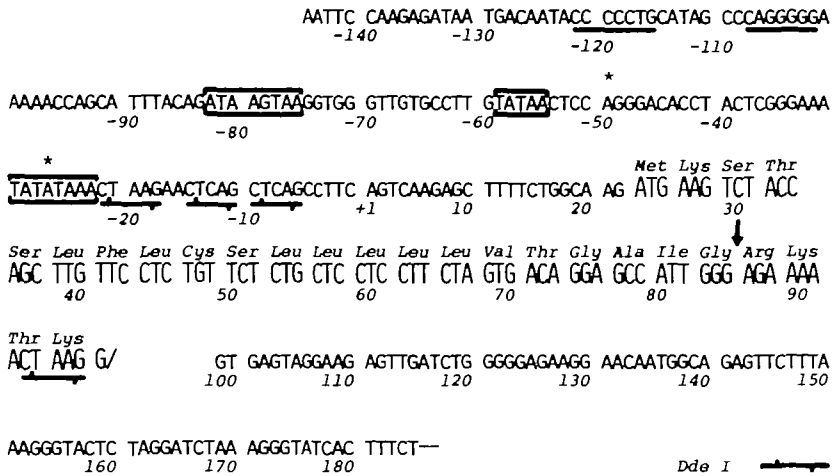 AATTC CAAGAGATAA TGACAATACC CCCCTGCATAG CCCAGGGGGA
-140 -130 -120 -110
*
AAAACCAGCA TTTACAGATAA AGTAAGGTGGG GTTGTGCCTTG TATAACTCC AGGGACACCT ACTCGGGAAA
-90 -80 -70 -60 -50 -40
*
Met Lys Ser Thr
TATATAAACT AAGAACTCAG CTCAGCCTTC AGTCAAGAGC TTTTCTGGCA AG ATG AAG TCT ACC
-20 -10 +1 10 20 30
Ser Leu Phe Leu Cys Ser Leu Leu Leu Leu Leu Val Thr Gly Ala Ile Gly Arg Lys
AGC TTG TTC CTC TGT TCT CTG CTC CTC CTT CTA GTG ACA GGA GCC ATT GGG AGA AAA
40 50 60 70 80 90
Thr Lys
ACT AAG G/ GT GAGTAGGAAG AGTTGATCTG GGGGAGAAGG AACAATGGCA GAGTTCTTTA
100 110 120 130 140 150
AAGGGTACTC TAGGATCTAA AGGGTATCAC TTTCT—
160 170 180
Dde I